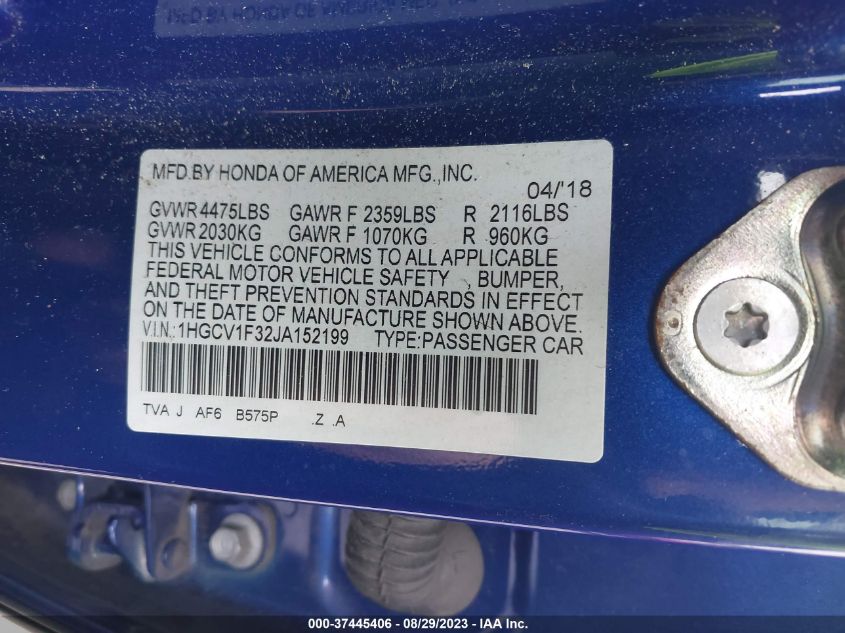 MFD.BY HONDA OF AMERICA MFG.,INC.
04/'18
GVWR 4475LBS GAWR F 2359LBS R 2116LBS
GVWR 2030KG GAWR F 1070KG R 960KG
THIS VEHICLE CONFORMS TO ALL APPLICABLE
FEDERAL MOTOR VEHICLE SAFETY , BUMPER,
AND THEFT PREVENTION STANDARDS IN EFFECT
ON THE DATE OF MANUFACTURE SHOWN ABOVE.
V.I.N.:1HGCV1F32JA152199 TYPE:PASSENGER CAR
TVA J AF6 B575P .Z .A
000-37445406 - 08/29/2023 - IAAI.com